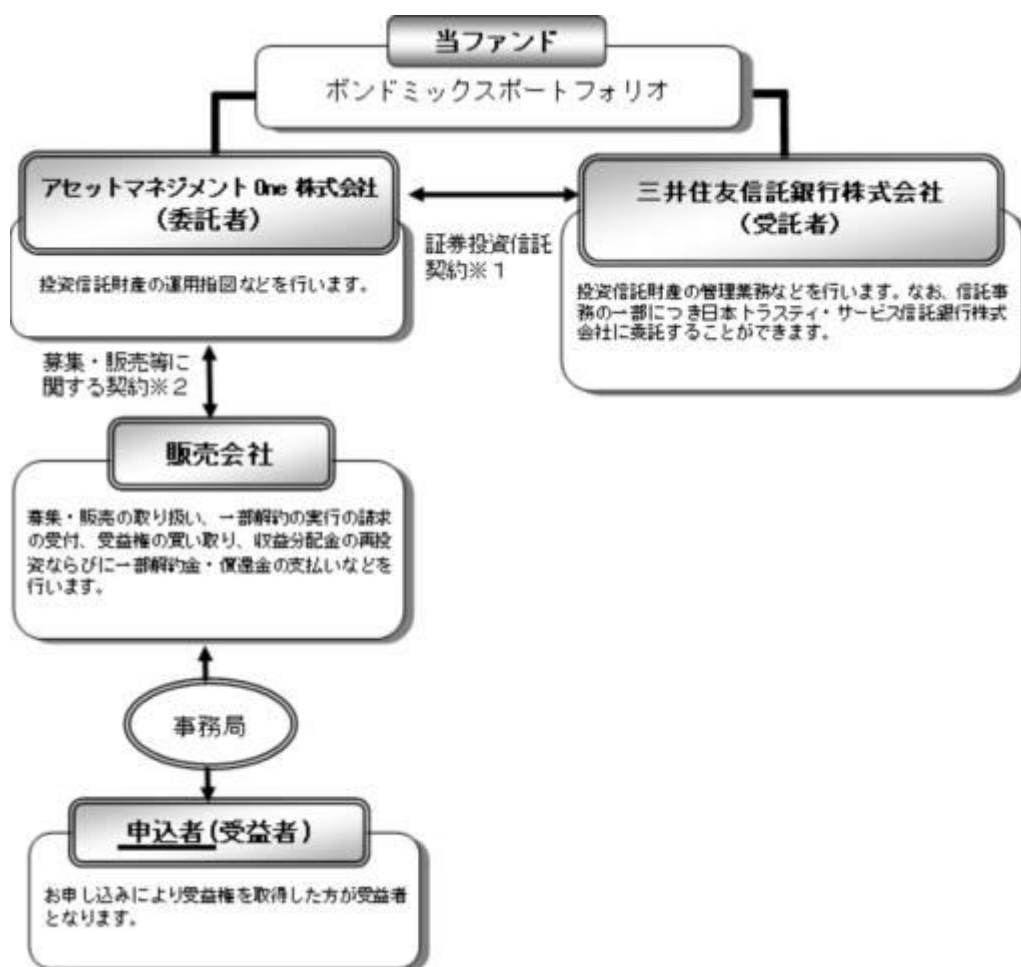 当ファンド
ボンドミックスポートフォリオ
アセットマネジメントOne 株式会社
(委託者)
投資信託財産の運用指図などを行います。
証券投資信託
契約※1
三井住友信託銀行株式会社
(受託者)
投資信託財産の管理業務などを行います。なお、信託事
務の一部につき日本トラスティ・サービス信託銀行株式
会社に委託することができます。
募集・販売等に
関する契約※2
販売会社
募集・販売の取り扱い、一部解約の実行の請求
の受付、受益権の買い取り、収益分配金の再投
資ならびに一部解約金・償還金の支払いなどを
行います。
事務局
申込者(受益者)
お申し込みにより受益権を取得した方が受益者
となります。